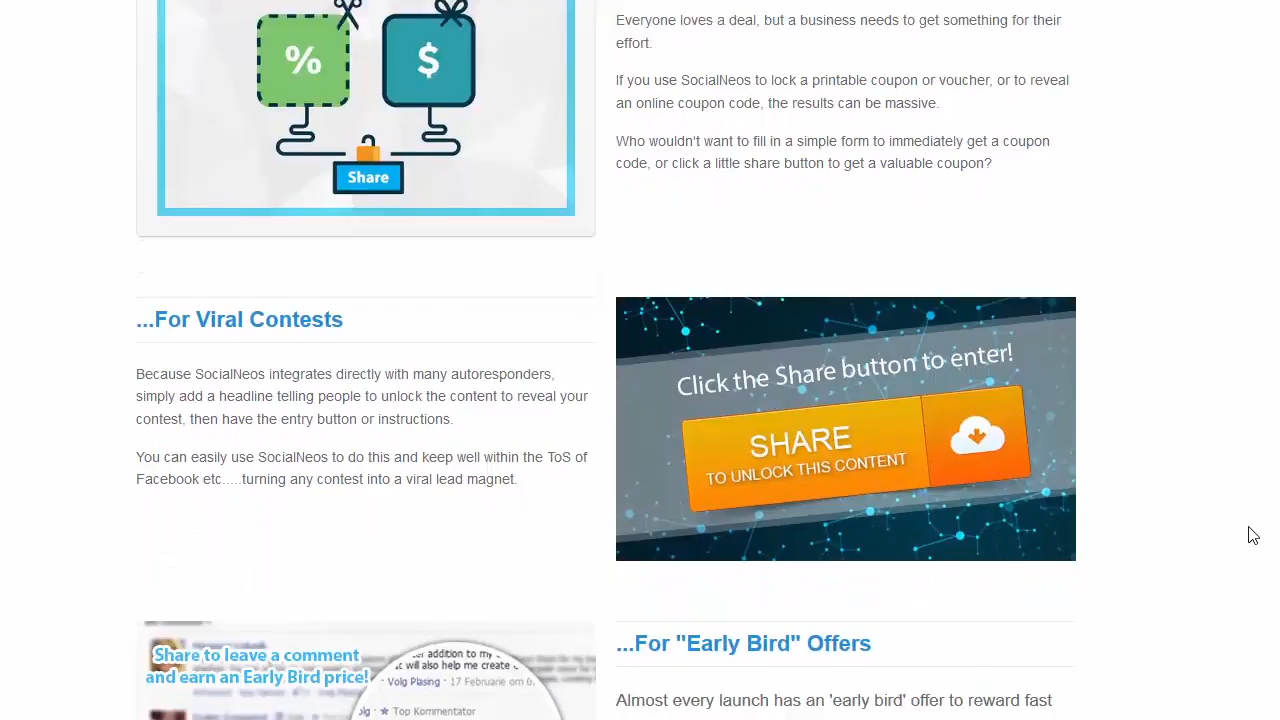 %
$
Share
Everyone loves a deal, but a business needs to get something for their
effort.
If you use SocialNeos to lock a printable coupon or voucher, or to reveal
an online coupon code, the results can be massive.
Who wouldn't want to fill in a simple form to immediately get a coupon
code, or click a little share button to get a valuable coupon?
...For Viral Contests
Because SocialNeos integrates directly with many autoresponders,
simply add a headline telling people to unlock the content to reveal your
contest, then have the entry button or instructions.
You can easily use SocialNeos to do this and keep well within the ToS of
Facebook etc.....turning any contest into a viral lead magnet.
Click the Share button to enter!
SHARE
TO UNLOCK THIS CONTENT
Share to leave a comment
and earn an Early Bird price!
addition to my
will also help me create
Volg Plasing · 17 Februarie om
Top Kommentator
...For "Early Bird" Offers
Almost every launch has an 'early bird' offer to reward fast